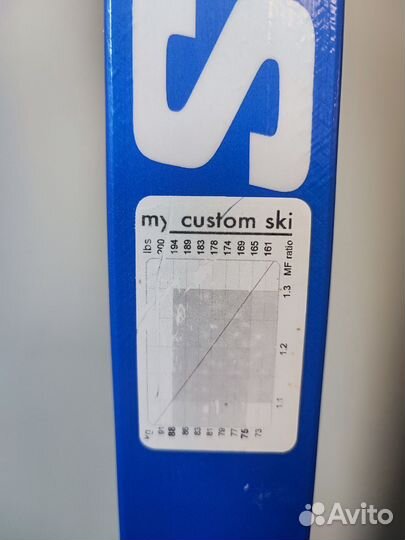 S
my custom ski
lbs 200 194 189 183 178 174 169 165 161 MF ratio
1.3
1.2
1.1
91 88 86 83 81 79 77 75 73
Avito